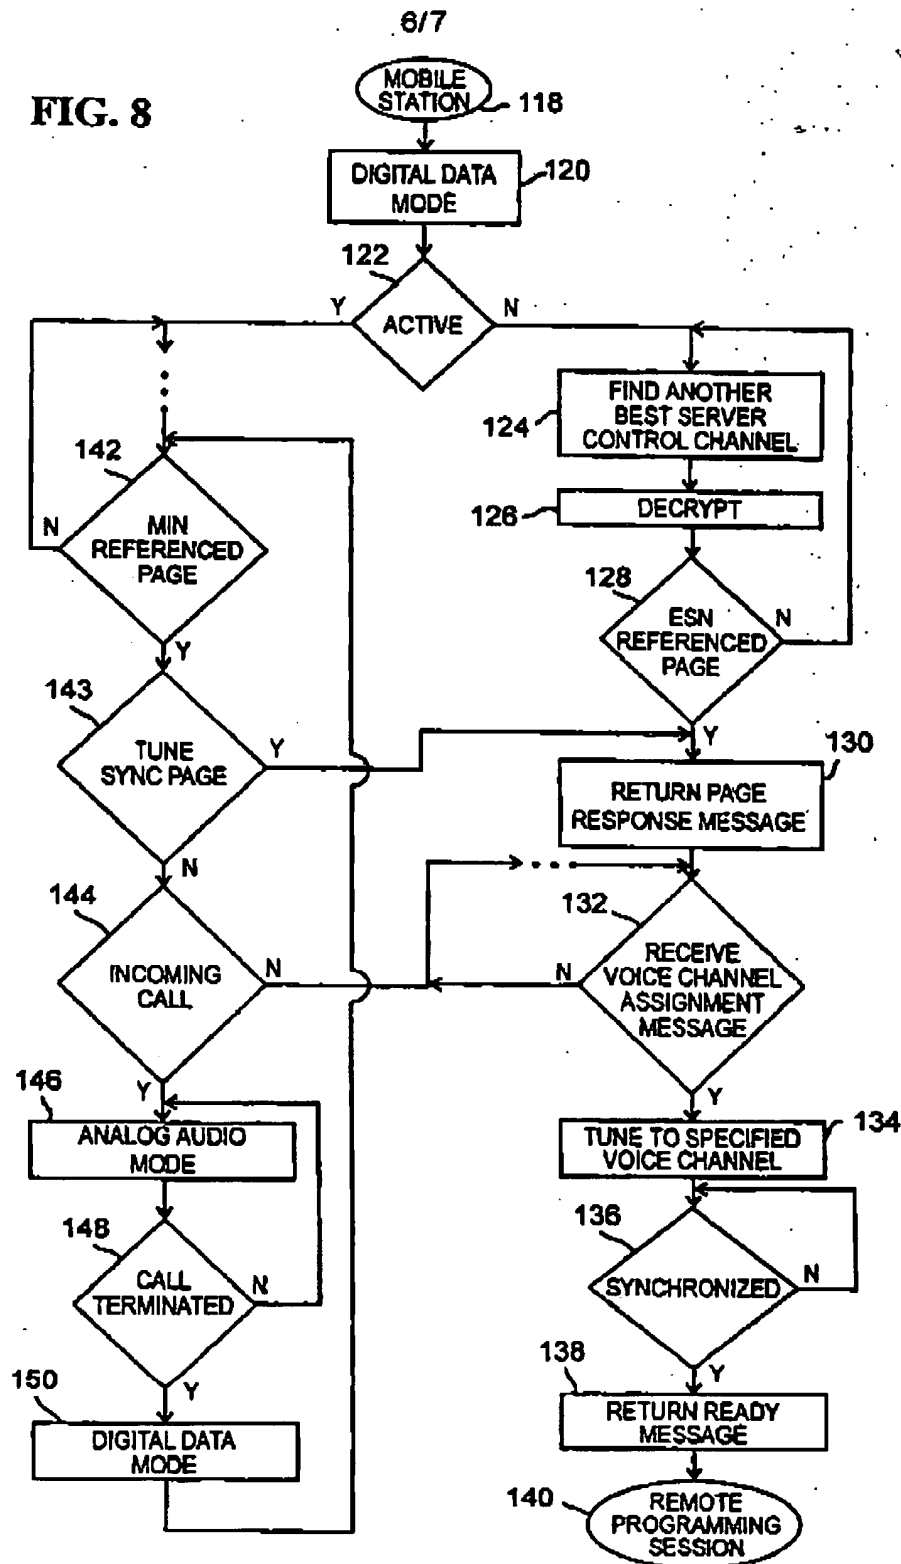 6/7
FIG. 8
MOBILE
STATION
118
DIGITAL DATA
MODE
120
122
ACTIVE
Y
N
FIND ANOTHER
BEST SERVER
CONTROL CHANNEL
124
DECRYPT
126
128
ESN
REFERENCED
PAGE
N
Y
142
MIN
REFERENCED
PAGE
N
Y
143
TUNE
SYNC PAGE
Y
N
130
RETURN PAGE
RESPONSE MESSAGE
144
INCOMING
CALL
N
Y
132
RECEIVE
VOICE CHANNEL
ASSIGNMENT
MESSAGE
N
Y
146
ANALOG AUDIO
MODE
TUNE TO SPECIFIED
VOICE CHANNEL
134
148
CALL
TERMINATED
N
Y
136
SYNCHRONIZED
N
Y
150
DIGITAL DATA
MODE
138
RETURN READY
MESSAGE
140
REMOTE
PROGRAMMING
SESSION